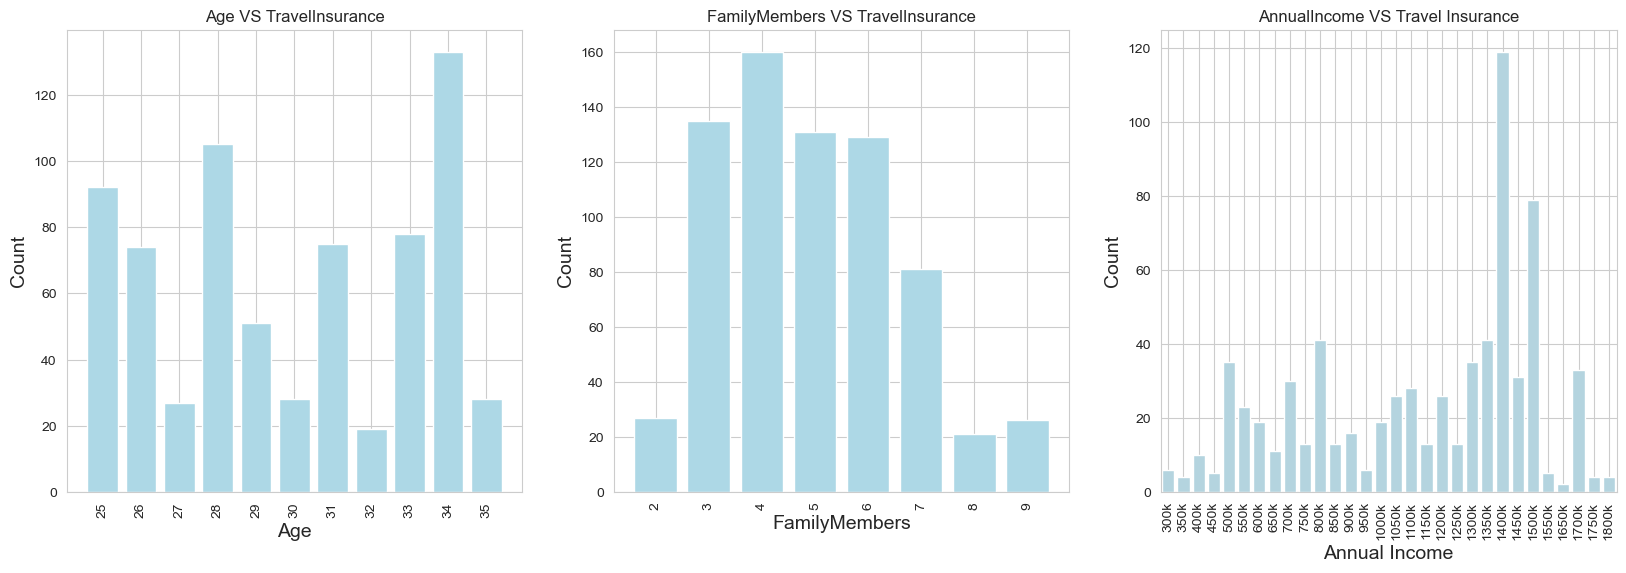 Age VS TravelInsurance
Count
120
100
80
60
40
20
0
25 26 27 28 29 30 31 32 33 34 35
Age
FamilyMembers VS TravelInsurance
Count
160
140
120
100
80
60
40
20
0
2 3 4 5 6 7 8 9
FamilyMembers
AnnualIncome VS Travel Insurance
Count
120
100
80
60
40
20
0
300k 350k 400k 450k 500k 550k 600k 650k 700k 750k 800k 850k 900k 950k 1000k 1050k 1100k 1150k 1200k 1250k 1300k 1350k 1400k 1450k 1500k 1550k 1650k 1700k 1750k 1800k
Annual Income